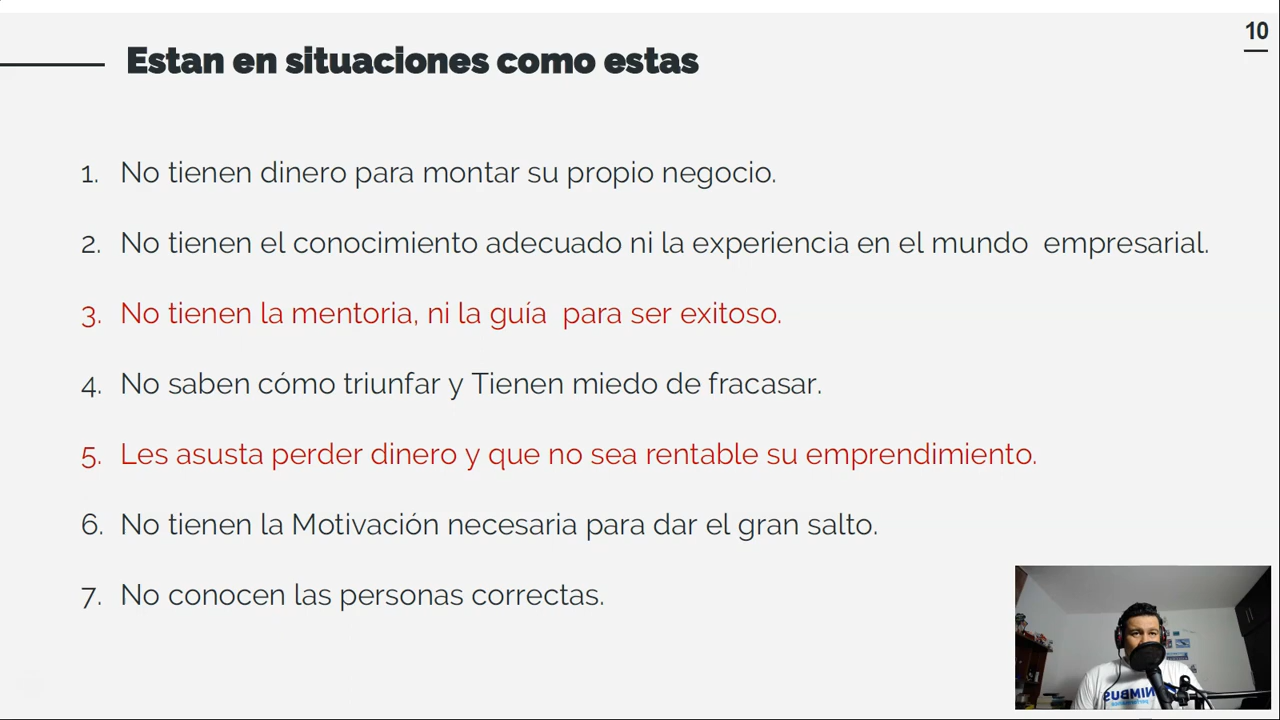 10
Estan en situaciones como estas
1. No tienen dinero para montar su propio negocio.
2. No tienen el conocimiento adecuado ni la experiencia en el mundo empresarial.
3. No tienen la mentoria, ni la guía para ser exitoso.
4. No saben cómo triunfar y Tienen miedo de fracasar.
5. Les asusta perder dinero y que no sea rentable su emprendimiento.
6. No tienen la Motivación necesaria para dar el gran salto.
7. No conocen las personas correctas.
NIMBUS